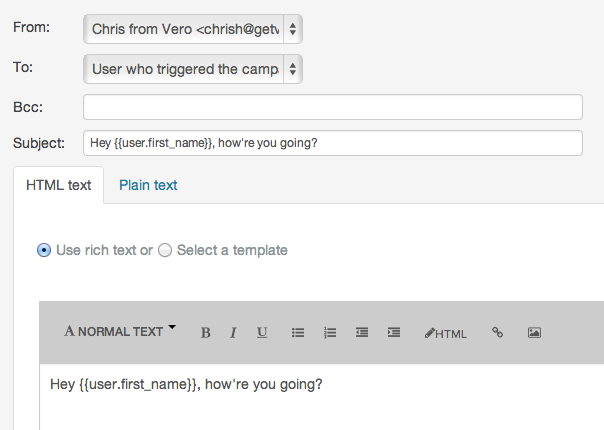 From: Chris from Vero <chrish@getv
To: User who triggered the camp
Bcc:
Subject: Hey {{user.first_name}}, how're you going?
HTML text Plain text
Use rich text or Select a template
A NORMAL TEXT B I U HTML
Hey {{user.first_name}}, how're you going?